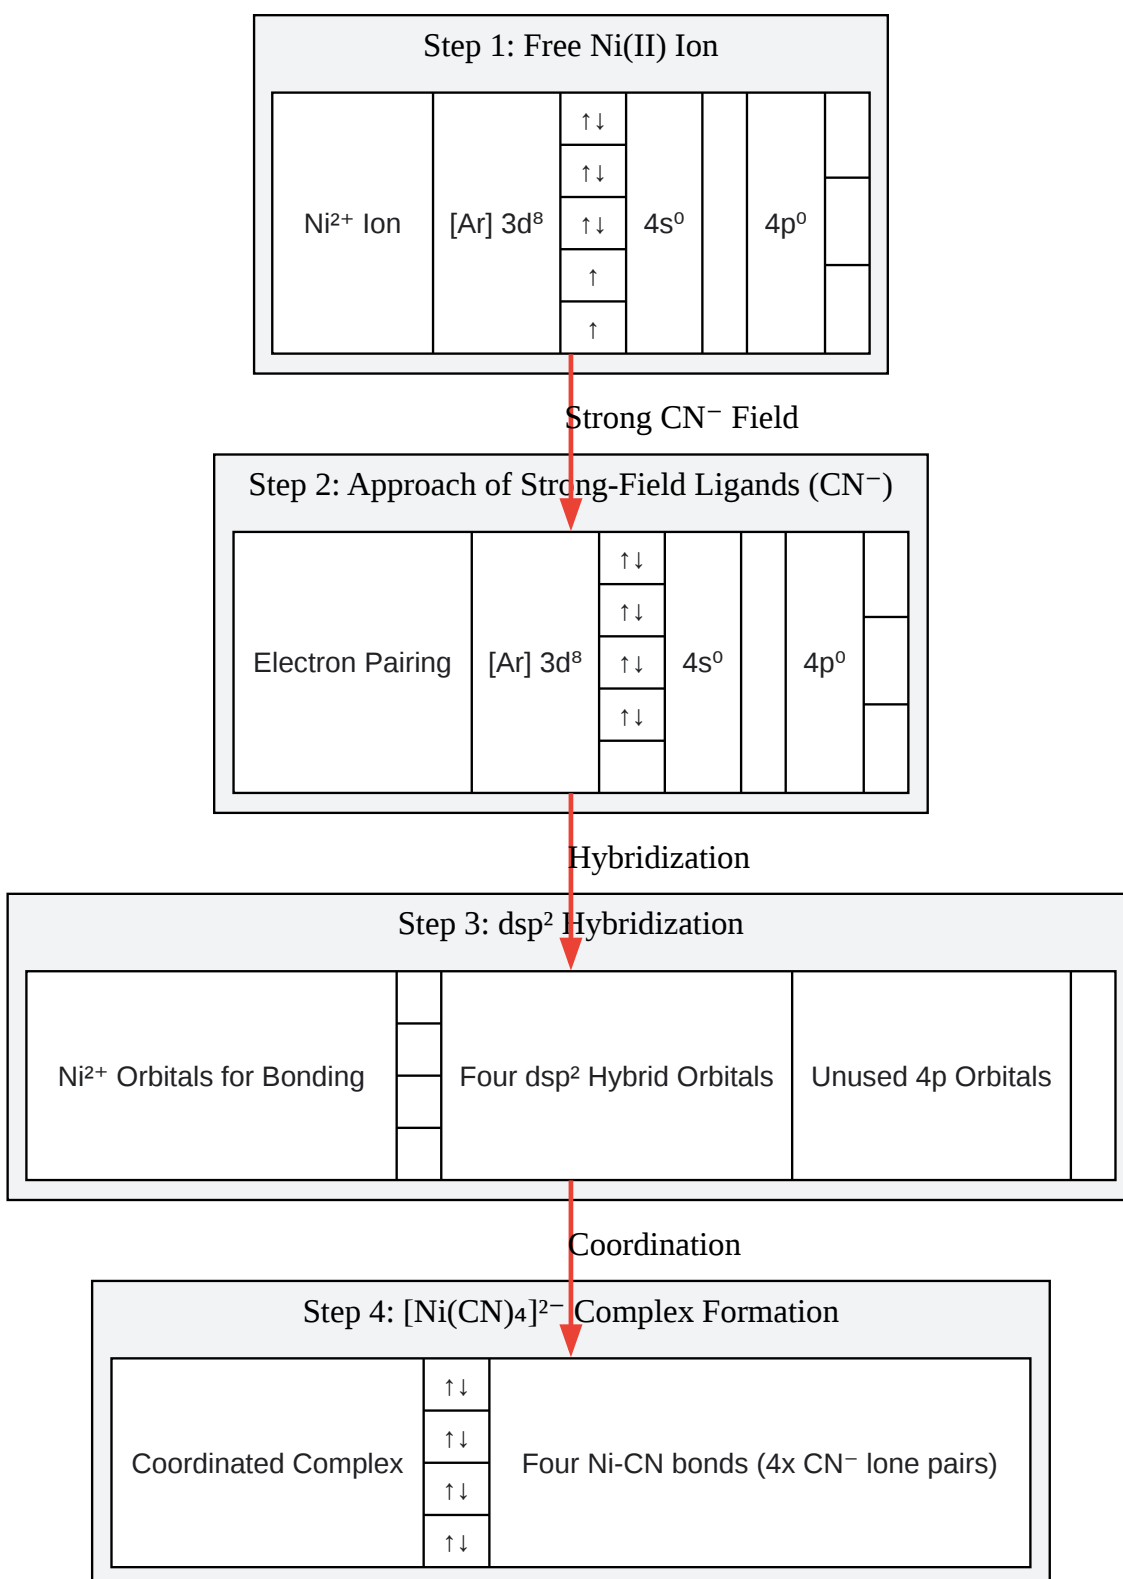 Step 1: Free Ni(II) Ion
Ni²⁺ Ion
[Ar] 3d⁸
↑↓
↑↓
↑↓
↑
↑
4s⁰
4p⁰
Strong CN⁻ Field
Step 2: Approach of Strong-Field Ligands (CN⁻)
Electron Pairing
[Ar] 3d⁸
↑↓
↑↓
↑↓
↑↓
4s⁰
4p⁰
Hybridization
Step 3: dsp² Hybridization
Ni²⁺ Orbitals for Bonding
Four dsp² Hybrid Orbitals
Unused 4p Orbitals
Coordination
Step 4: [Ni(CN)₄]²⁻ Complex Formation
Coordinated Complex
↑↓
↑↓
↑↓
↑↓
Four Ni-CN bonds (4x CN⁻ lone pairs)